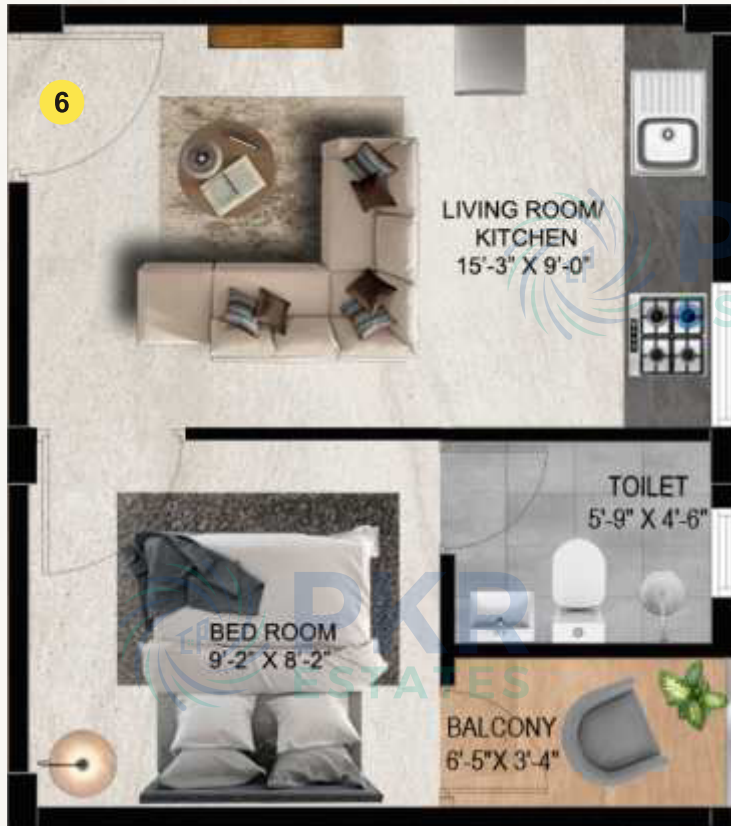 6
LIVING ROOM/
KITCHEN
15'-3" X 9'-0"
TOILET
5'-9" X 4'-6"
BED ROOM
9'-2" X 8'-2"
PKR
ESTATES
BALCONY
6'-5"X 3'-4"